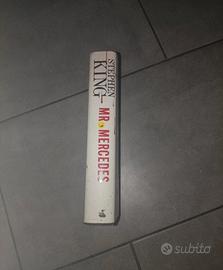 STEPHEN
KING
MR. MERCEDES
subito